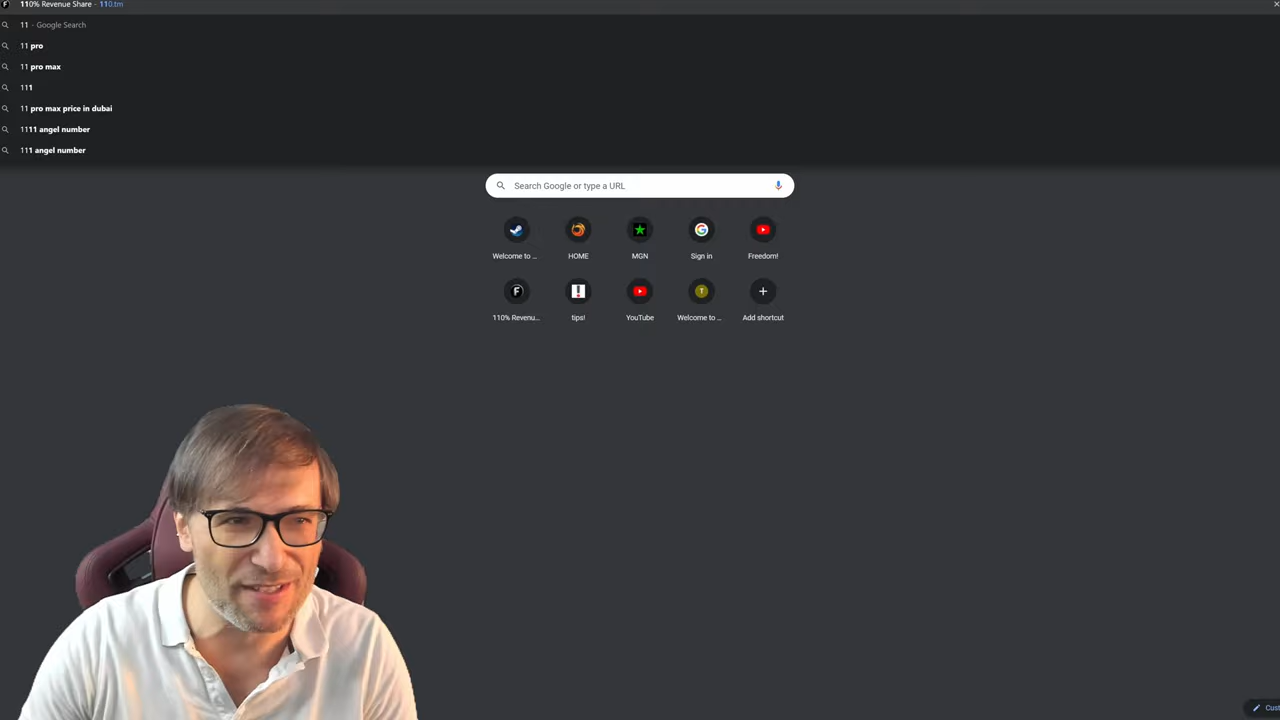 110% Revenue Share - 110.tm
11 - Google Search
11 pro
11 pro max
111
11 pro max price in dubai
1111 angel number
111 angel number
Search Google or type a URL
Welcome to ...
HOME
MGN
Sign in
Freedom!
110% Revenu...
tips!
YouTube
Welcome to ...
Add shortcut
Cust